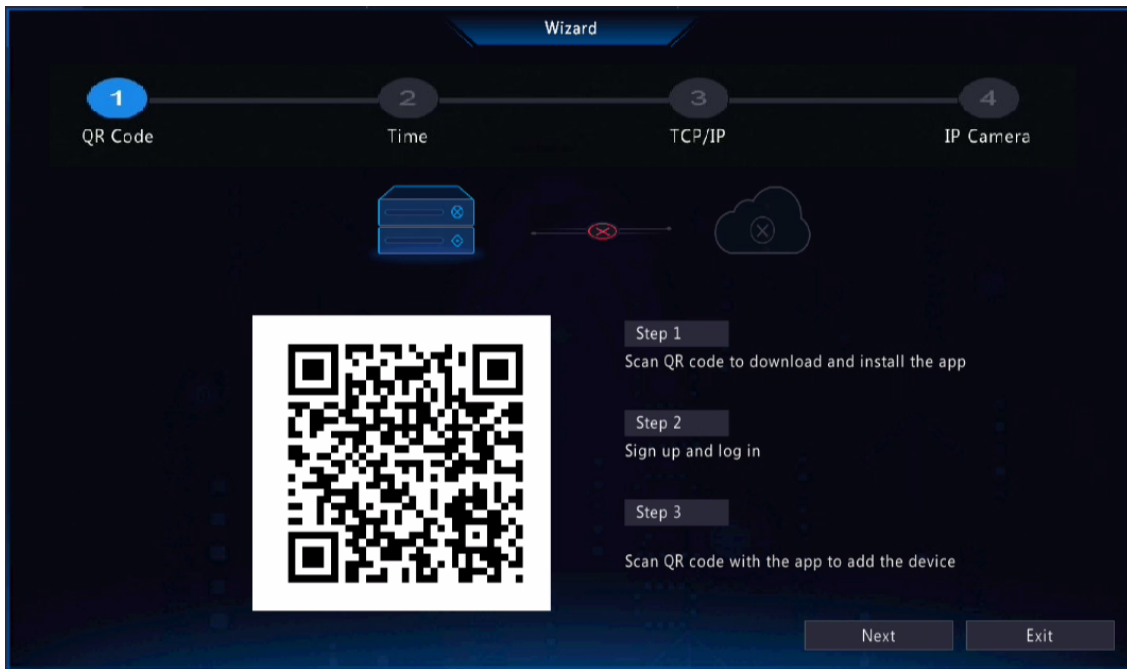 Wizard
1
2
3
4
QR Code
Time
TCP/IP
IP Camera
Step 1
Scan QR code to download and install the app
Step 2
Sign up and log in
Step 3
Scan QR code with the app to add the device
Next
Exit